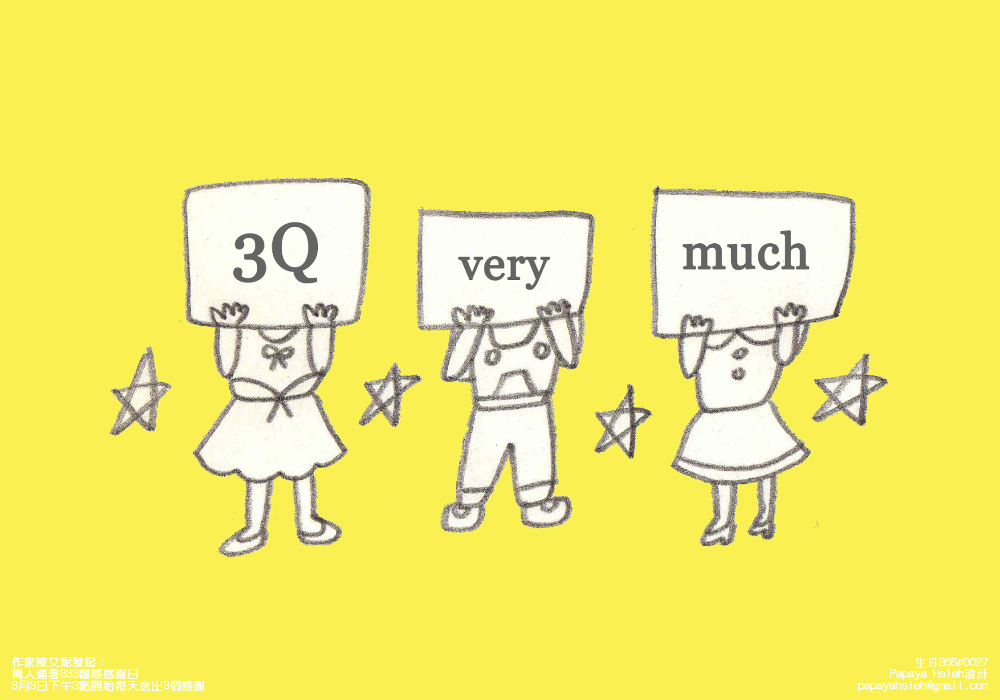 3Q
very
much
作家陳艾妮發起：
萬人連署333國際感謝日
3月3日下午3點開始每天送出3個感謝
生日365#0027
Papaya Hsieh設計
papayahsieh@gmail.com